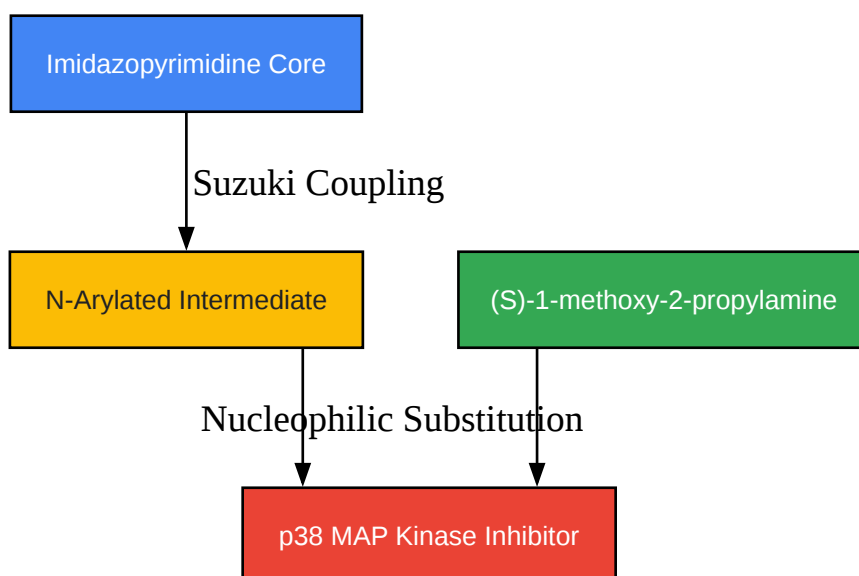 Imidazopyrimidine Core
Suzuki Coupling
N-Arylated Intermediate
(S)-1-methoxy-2-propylamine
Nucleophilic Substitution
p38 MAP Kinase Inhibitor